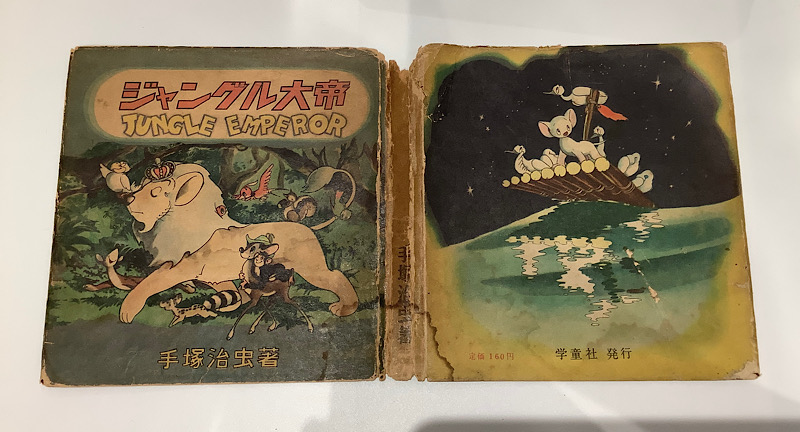 ジャングル大帝
JUNGLE EMPEROR
手塚治虫著
手塚治虫著
定価 160円
学童社 発行